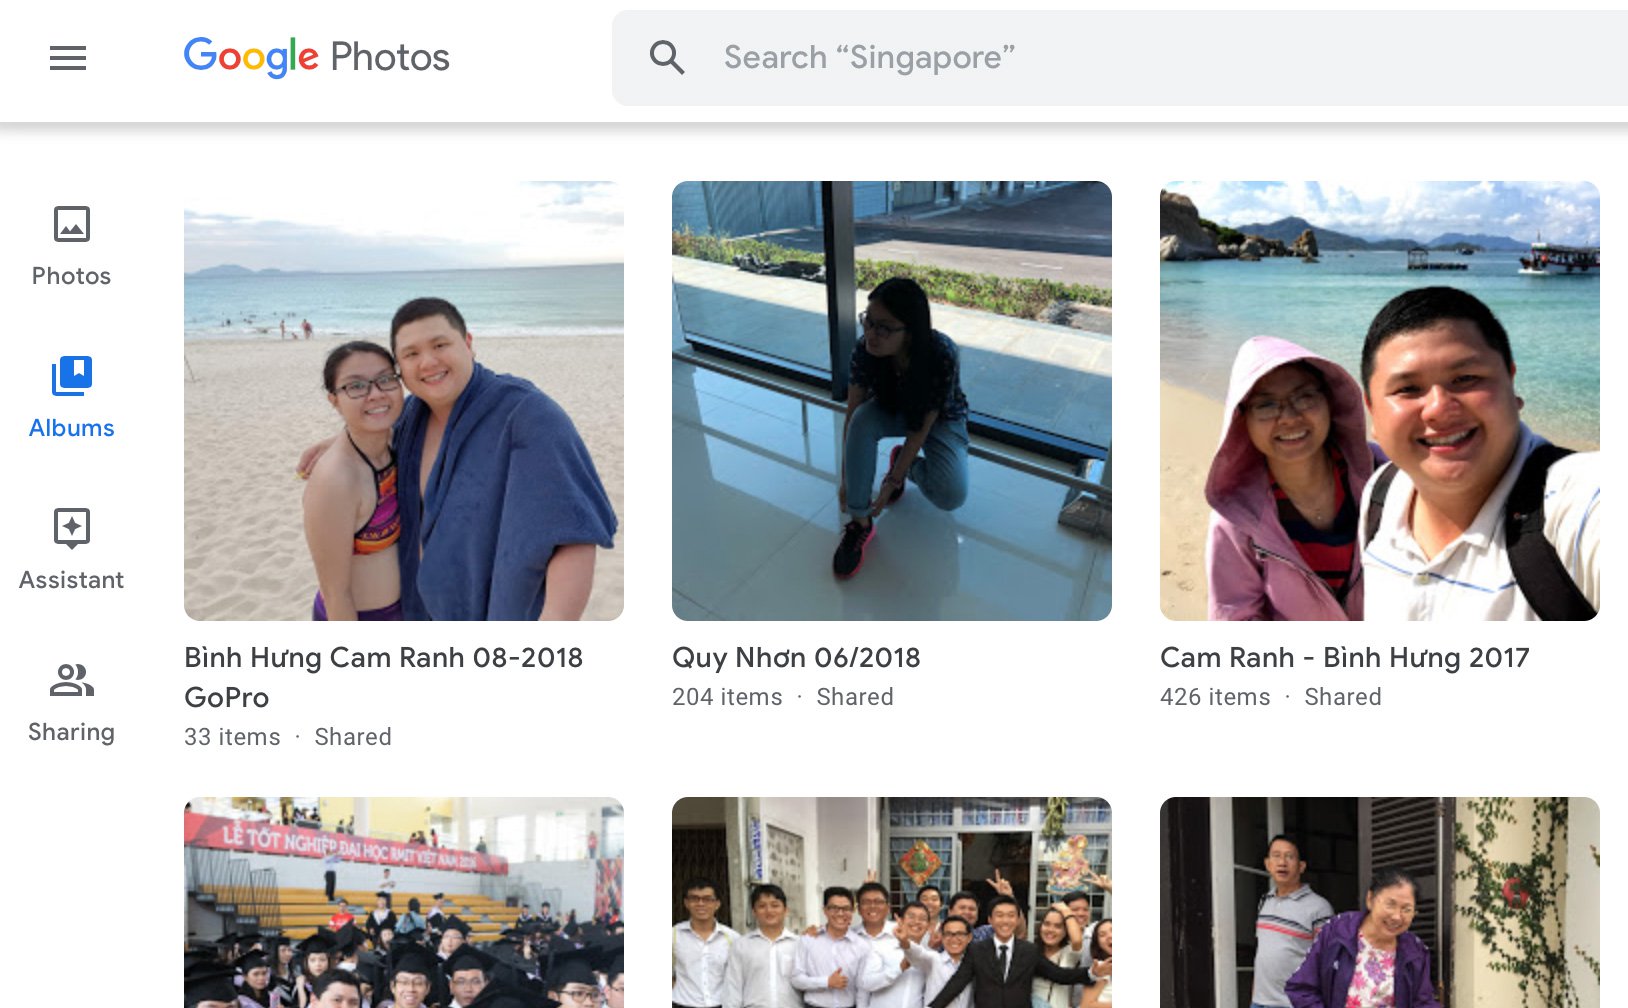 Google Photos
Search “Singapore”
Photos
Albums
Assistant
Sharing
Bình Hưng Cam Ranh 08-2018
GoPro
33 items · Shared
Quy Nhơn 06/2018
204 items · Shared
Cam Ranh - Bình Hưng 2017
426 items · Shared
LỄ TỐT NGHIỆP ĐẠI HỌC RMIT VIỆT NAM 2016